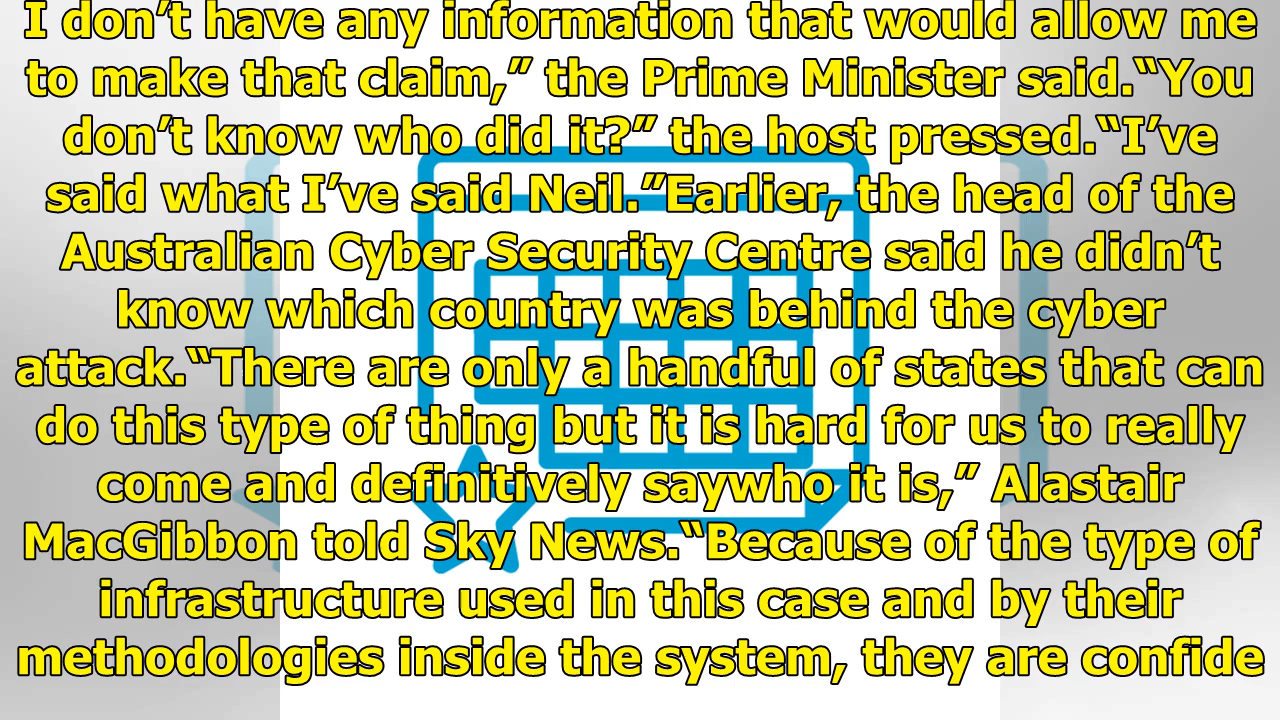 I don’t have any information that would allow me
to make that claim,” the Prime Minister said.“You
don’t know who did it?” the host pressed.“I’ve
said what I’ve said Neil.”Earlier, the head of the
Australian Cyber Security Centre said he didn’t
know which country was behind the cyber
attack.“There are only a handful of states that can
do this type of thing but it is hard for us to really
come and definitively saywho it is,” Alastair
MacGibbon told Sky News.“Because of the type of
infrastructure used in this case and by their
methodologies inside the system, they are confide